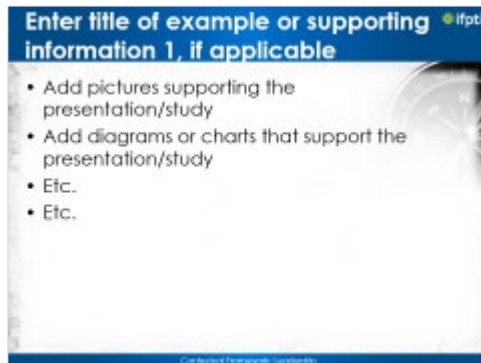 Enter title of example or supporting
information 1, if applicable
ifpti
• Add pictures supporting the
presentation/study
• Add diagrams or charts that support the
presentation/study
• Etc.
• Etc.